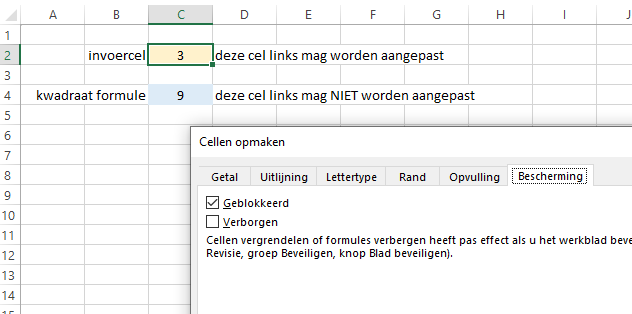 A B C D E F G H I J
1
2 invoercel 3 deze cel links mag worden aangepast
3
4 kwadraat formule 9 deze cel links mag NIET worden aangepast
5
6
7 Cellen opmaken
8
9 Getal Uitlijning Lettertype Rand Opvulling Bescherming
10 Geblokkeerd
11 Verborgen
12 Cellen vergrendelen of formules verbergen heeft pas effect als u het werkblad beve
13 Revisie, groep Beveiligen, knop Blad beveiligen).
14
15